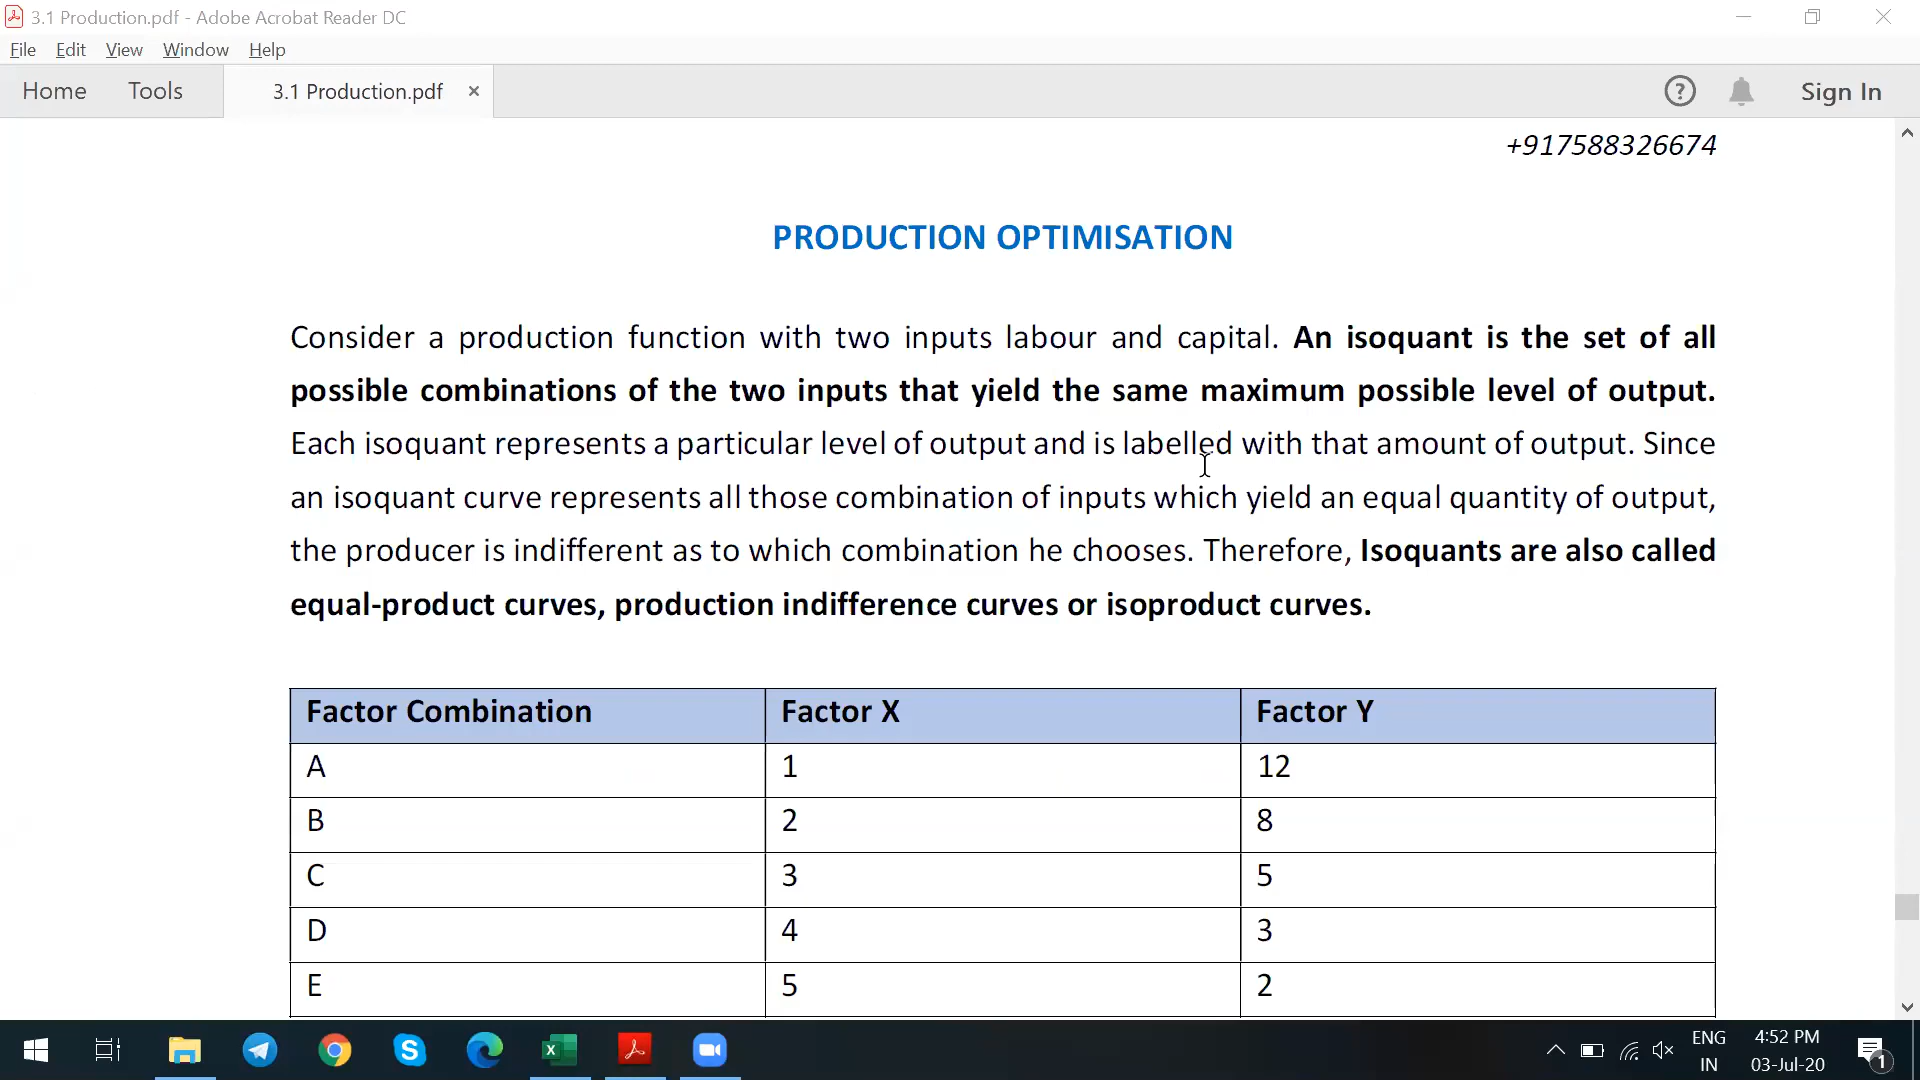 3.1 Production.pdf - Adobe Acrobat Reader DC
File Edit View Window Help
Home Tools 3.1 Production.pdf × ? Sign In
+917588326674
PRODUCTION OPTIMISATION
Consider a production function with two inputs labour and capital. An isoquant is the set of all
possible combinations of the two inputs that yield the same maximum possible level of output.
Each isoquant represents a particular level of output and is labelled with that amount of output. Since
an isoquant curve represents all those combination of inputs which yield an equal quantity of output,
the producer is indifferent as to which combination he chooses. Therefore, Isoquants are also called
equal-product curves, production indifference curves or isoproduct curves.
Factor Combination Factor X Factor Y
A 1 12
B 2 8
C 3 5
D 4 3
E 5 2
ENG 4:52 PM
IN 03-Jul-20 1